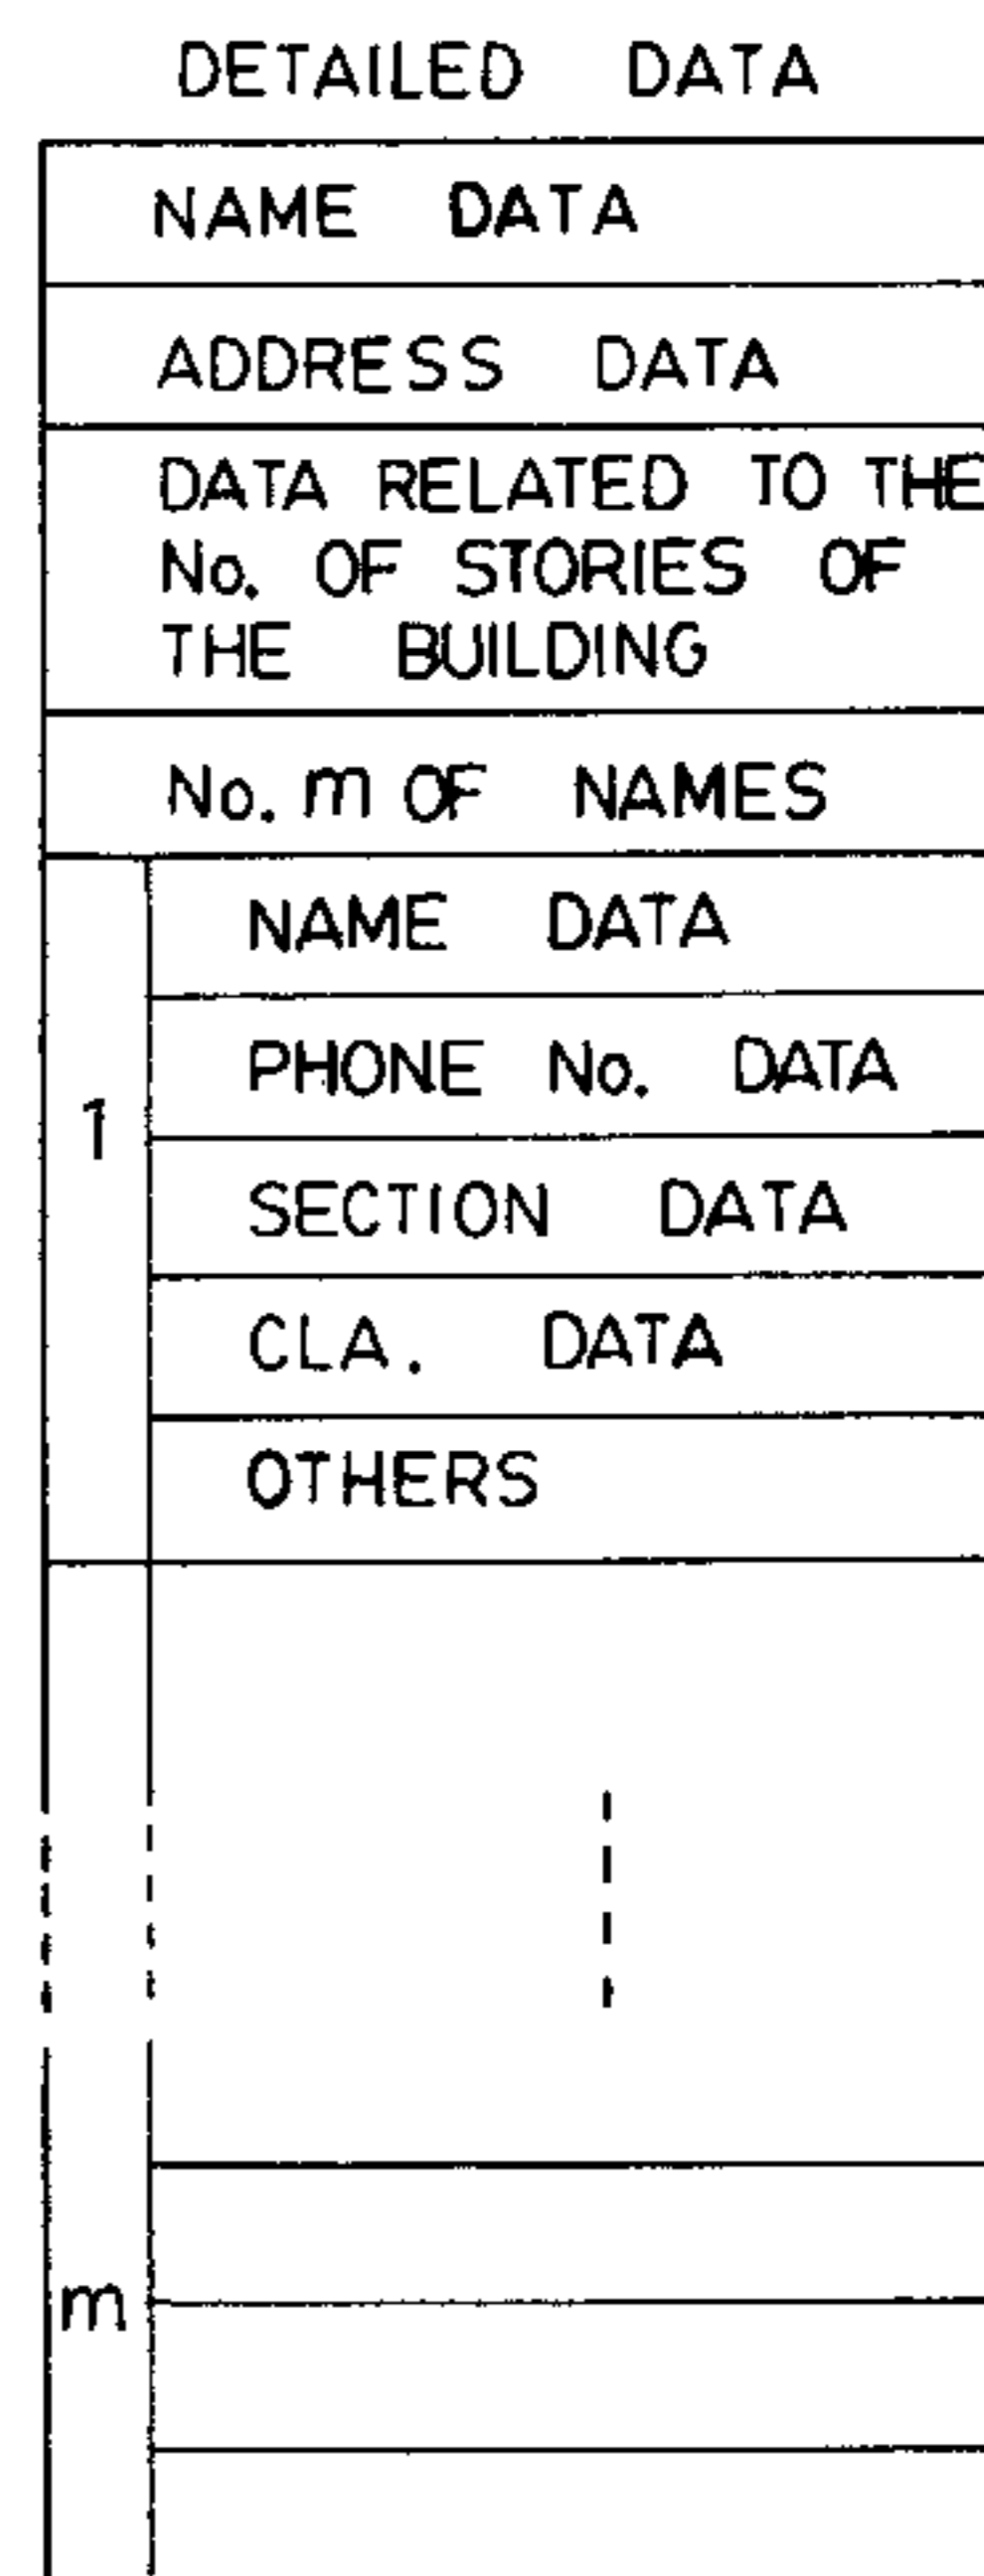 DETAILED DATA
NAME DATA
ADDRESS DATA
DATA RELATED TO THE
No. OF STORIES OF
THE BUILDING
No. m OF NAMES
NAME DATA
PHONE No. DATA
1
SECTION DATA
CLA. DATA
OTHERS
m